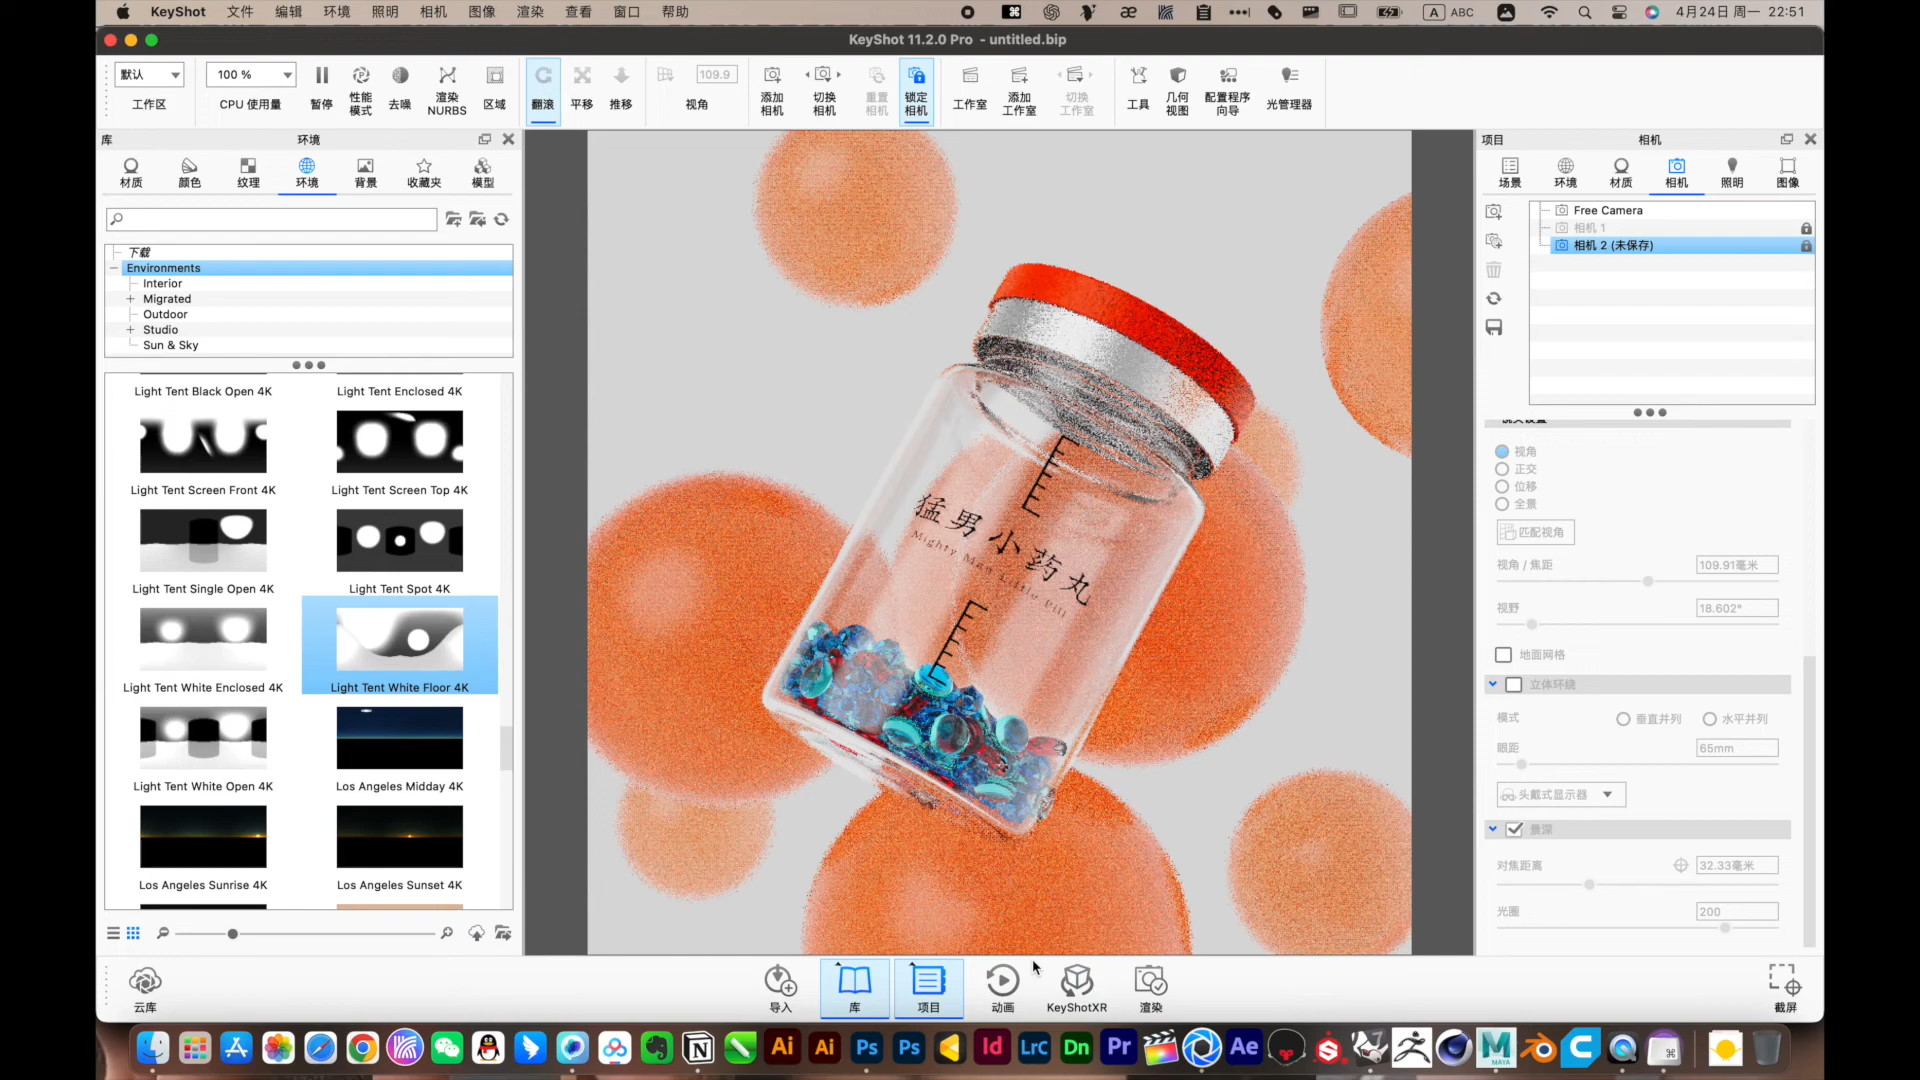 KeyShot 文件 编辑 环境 照明 相机 图像 渲染 查看 窗口 帮助 A ABC 4月24日 周一 22:51
KeyShot 11.2.0 Pro - untitled.bip
默认 100 % 109.9
工作区 CPU 使用量 暂停 性能模式 去噪 渲染NURBS 区域 翻滚 平移 推移 视角 添加相机 切换相机 重置相机 锁定相机 工作室 添加工作室 切换工作室 工具 几何视图 配置程序向导 光管理器
库 环境
材质 颜色 纹理 环境 背景 收藏夹 模型
下载
Environments
Interior
Migrated
Outdoor
Studio
Sun & Sky
Light Tent Black Open 4K Light Tent Enclosed 4K
Light Tent Screen Front 4K Light Tent Screen Top 4K
Light Tent Single Open 4K Light Tent Spot 4K
Light Tent White Enclosed 4K Light Tent White Floor 4K
Light Tent White Open 4K Los Angeles Midday 4K
Los Angeles Sunrise 4K Los Angeles Sunset 4K
猛男小药丸
Mighty Man Little Pill
项目 相机
场景 环境 材质 相机 照明 图像
Free Camera
相机 1
相机 2 (未保存)
视角
正交
位移
全景
匹配视角
视角 / 焦距 109.91毫米
视野 18.602°
地面网格
立体环绕
模式 垂直并列 水平并列
眼距 65mm
头戴式显示器
景深
对焦距离 32.33毫米
光圈 200
云库 导入 库 项目 动画 KeyShotXR 渲染 截屏
Ai Ai Ps Ps Id LrC Dn Pr Ae MAYA